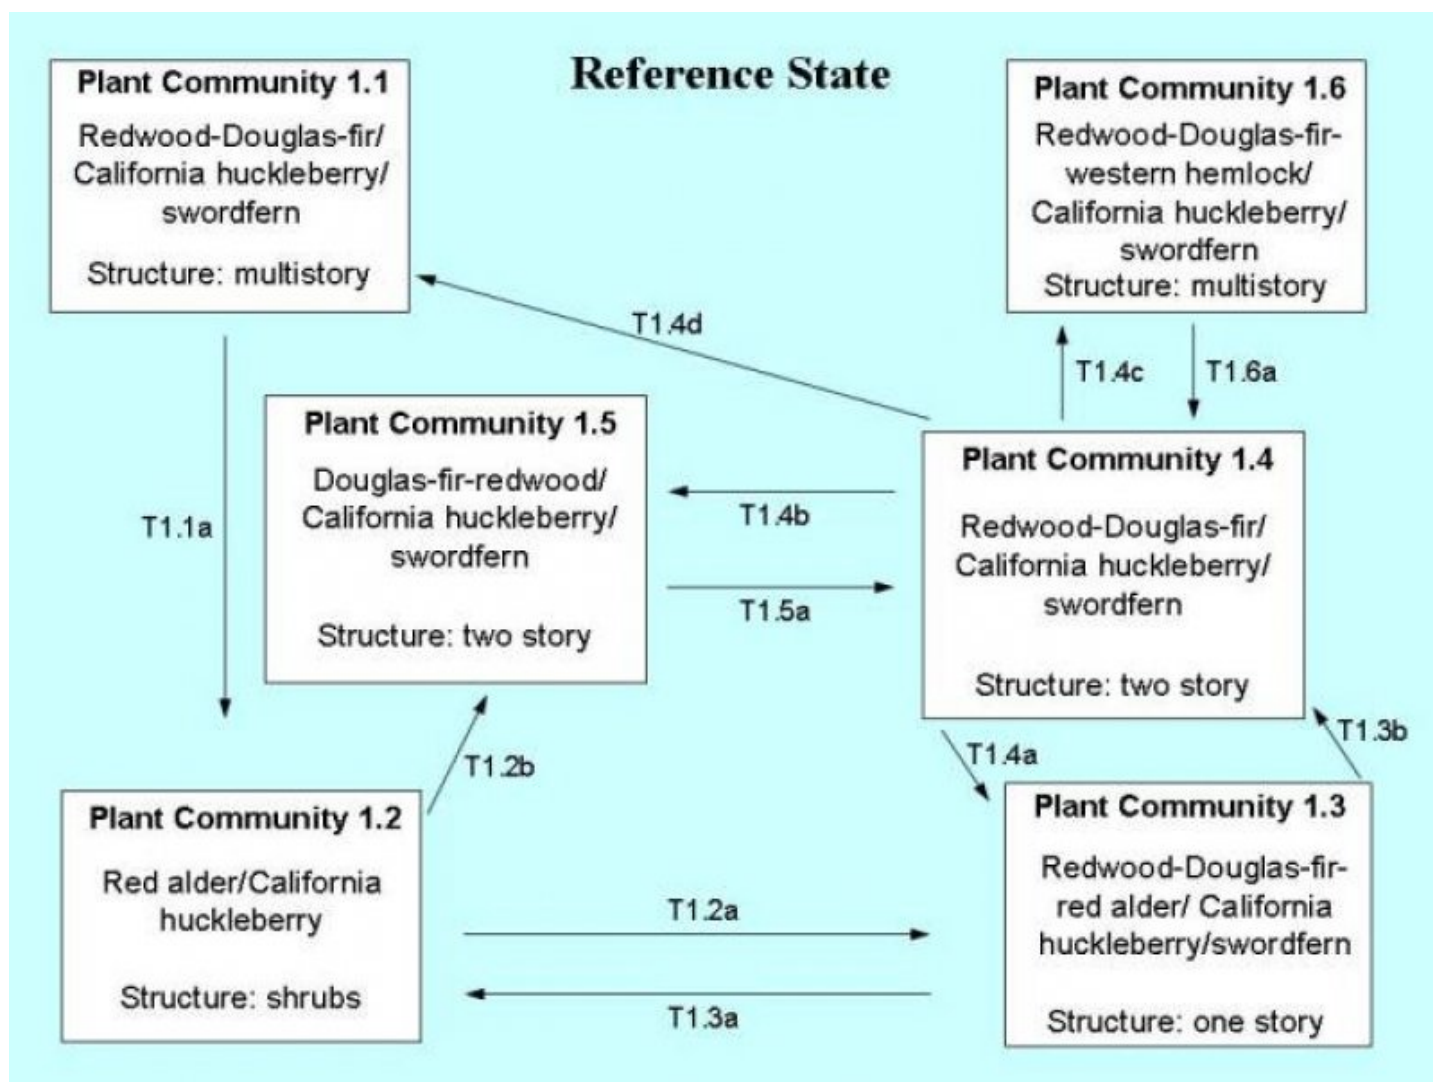 Reference State
Plant Community 1.1
Redwood-Douglas-fir/
California huckleberry/
swordfern
Structure: multistory
Plant Community 1.6
Redwood-Douglas-fir-
western hemlock/
California huckleberry/
swordfern
Structure: multistory
T1.4d
T1.4c
T1.6a
T1.1a
Plant Community 1.5
Douglas-fir-redwood/
California huckleberry/
swordfern
Structure: two story
T1.4b
T1.5a
Plant Community 1.4
Redwood-Douglas-fir/
California huckleberry/
swordfern
Structure: two story
T1.2b
T1.4a
T1.3b
Plant Community 1.2
Red alder/California
huckleberry
Structure: shrubs
T1.2a
T1.3a
Plant Community 1.3
Redwood-Douglas-fir-
red alder/ California
huckleberry/swordfern
Structure: one story